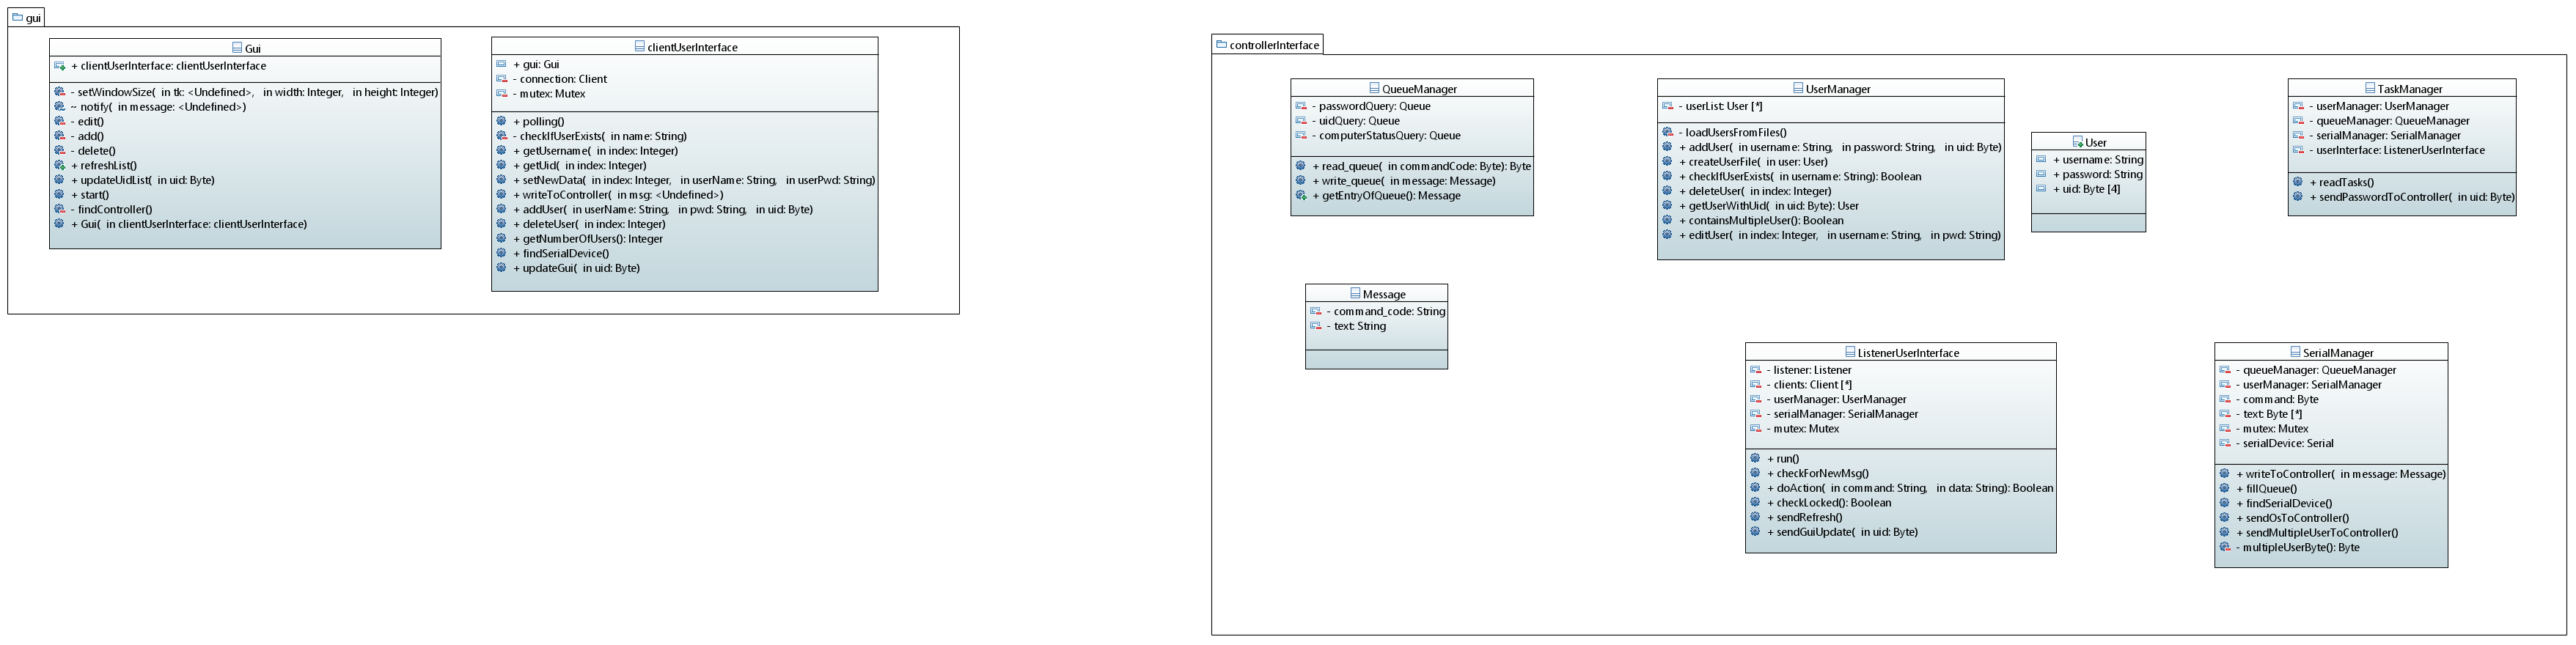 gui
Gui
+ clientUserInterface: clientUserInterface
- setWindowSize( in tk: <Undefined>, in width: Integer, in height: Integer)
~ notify( in message: <Undefined>)
- edit()
- add()
- delete()
+ refreshList()
+ updateUidList( in uid: Byte)
+ start()
- findController()
+ Gui( in clientUserInterface: clientUserInterface)
clientUserInterface
+ gui: Gui
- connection: Client
- mutex: Mutex
+ polling()
- checkIfUserExists( in name: String)
+ getUsername( in index: Integer)
+ getUid( in index: Integer)
+ setNewData( in index: Integer, in userName: String, in userPwd: String)
+ writeToController( in msg: <Undefined>)
+ addUser( in userName: String, in pwd: String, in uid: Byte)
+ deleteUser( in index: Integer)
+ getNumberOfUsers(): Integer
+ findSerialDevice()
+ updateGui( in uid: Byte)
controllerInterface
QueueManager
- passwordQuery: Queue
- uidQuery: Queue
- computerStatusQuery: Queue
+ read_queue( in commandCode: Byte): Byte
+ write_queue( in message: Message)
+ getEntryOfQueue(): Message
UserManager
- userList: User [*]
- loadUsersFromFiles()
+ addUser( in username: String, in password: String, in uid: Byte)
+ createUserFile( in user: User)
+ checkIfUserExists( in username: String): Boolean
+ deleteUser( in index: Integer)
+ getUserWithUid( in uid: Byte): User
+ containsMultipleUser(): Boolean
+ editUser( in index: Integer, in username: String, in pwd: String)
User
+ username: String
+ password: String
+ uid: Byte [4]
TaskManager
- userManager: UserManager
- queueManager: QueueManager
- serialManager: SerialManager
- userInterface: ListenerUserInterface
+ readTasks()
+ sendPasswordToController( in uid: Byte)
Message
- command_code: String
- text: String
ListenerUserInterface
- listener: Listener
- clients: Client [*]
- userManager: UserManager
- serialManager: SerialManager
- mutex: Mutex
+ run()
+ checkForNewMsg()
+ doAction( in command: String, in data: String): Boolean
+ checkLocked(): Boolean
+ sendRefresh()
+ sendGuiUpdate( in uid: Byte)
SerialManager
- queueManager: QueueManager
- userManager: SerialManager
- command: Byte
- text: Byte [*]
- mutex: Mutex
- serialDevice: Serial
+ writeToController( in message: Message)
+ fillQueue()
+ findSerialDevice()
+ sendOsToController()
+ sendMultipleUserToController()
- multipleUserByte(): Byte